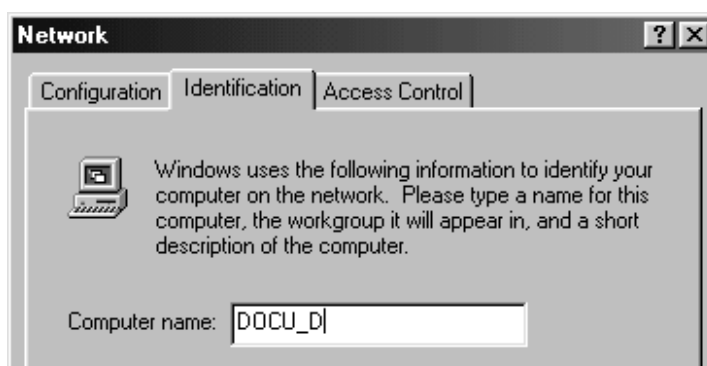 Network
Configuration Identification Access Control
Windows uses the following information to identify your
computer on the network. Please type a name for this
computer, the workgroup it will appear in, and a short
description of the computer.
Computer name: DOCU_D